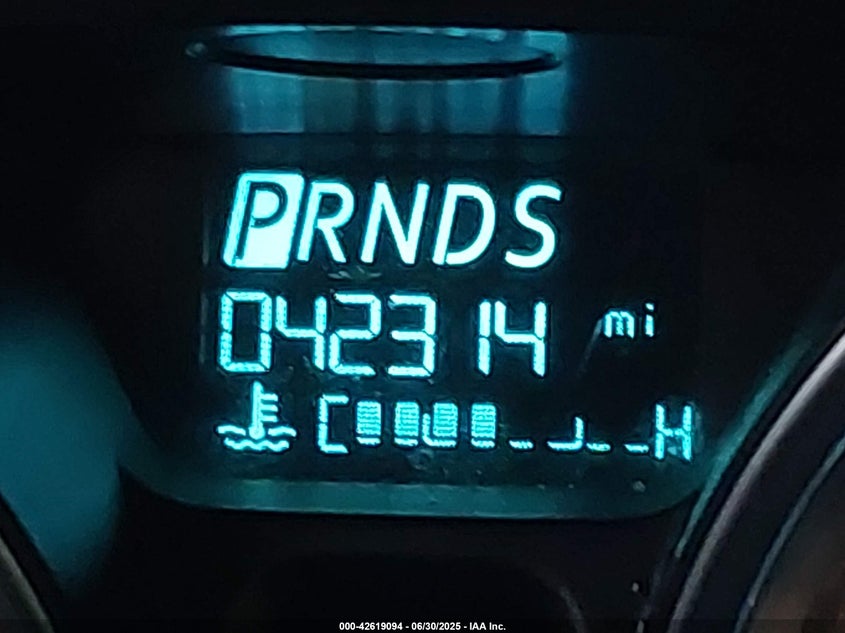 PRNDS
042314 mi
C H
000-42619094 - 06/30/2025 - IAA Inc.